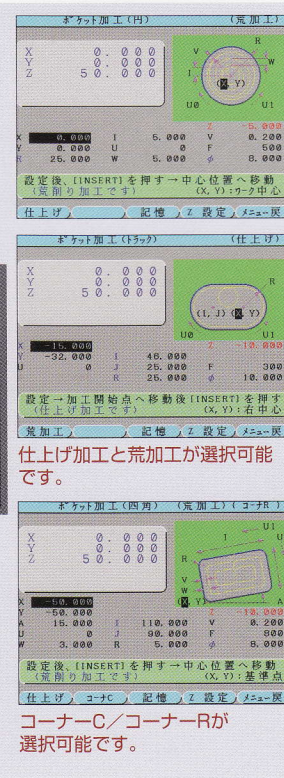 ポケット加工(円) (荒加工)
X 0.000
Y 0.000
Z 50.000
R
V
W
I
(X, Y)
U0 U1
Z -5.000
X 0.000 I 5.000 V 0.200
Y 0.000 U 0 F 500
R 25.000 W 5.000 φ 8.000
設定後、[INSERT]を押す→中心位置へ移動
(荒削り加工です) (X, Y):ワーク中心
仕上げ 記憶 Z 設定 メニュー戻
ポケット加工(トラック) (仕上げ)
X 0.000
Y 0.000
Z 50.000
R
(I, J) (X, Y)
U0 U1
Z -10.000
X -15.000
Y -32.000 I 46.000
U 0 J 25.000 F 300
R 25.000 φ 10.000
設定→加工開始点へ移動後[INSERT]を押す
(仕上げ加工です) (X, Y):右中心
荒加工 記憶 Z 設定 メニュー戻
仕上げ加工と荒加工が選択可能
です。
ポケット加工(四角) (荒加工)(コーナR)
X 0.000
Y 0.000
Z 50.000
U1
I
R
J
V
W
(X, Y)
A
Z -10.000
X -50.000
Y -50.000
A 15.000 I 110.000 V 0.200
U 0 J 90.000 F 800
W 3.000 R 5.000 φ 8.000
設定後、[INSERT]を押す→中心位置へ移動
(荒削り加工です) (X, Y):基準点
仕上げ コーナC 記憶 Z 設定 メニュー戻
コーナーC/コーナーRが
選択可能です。